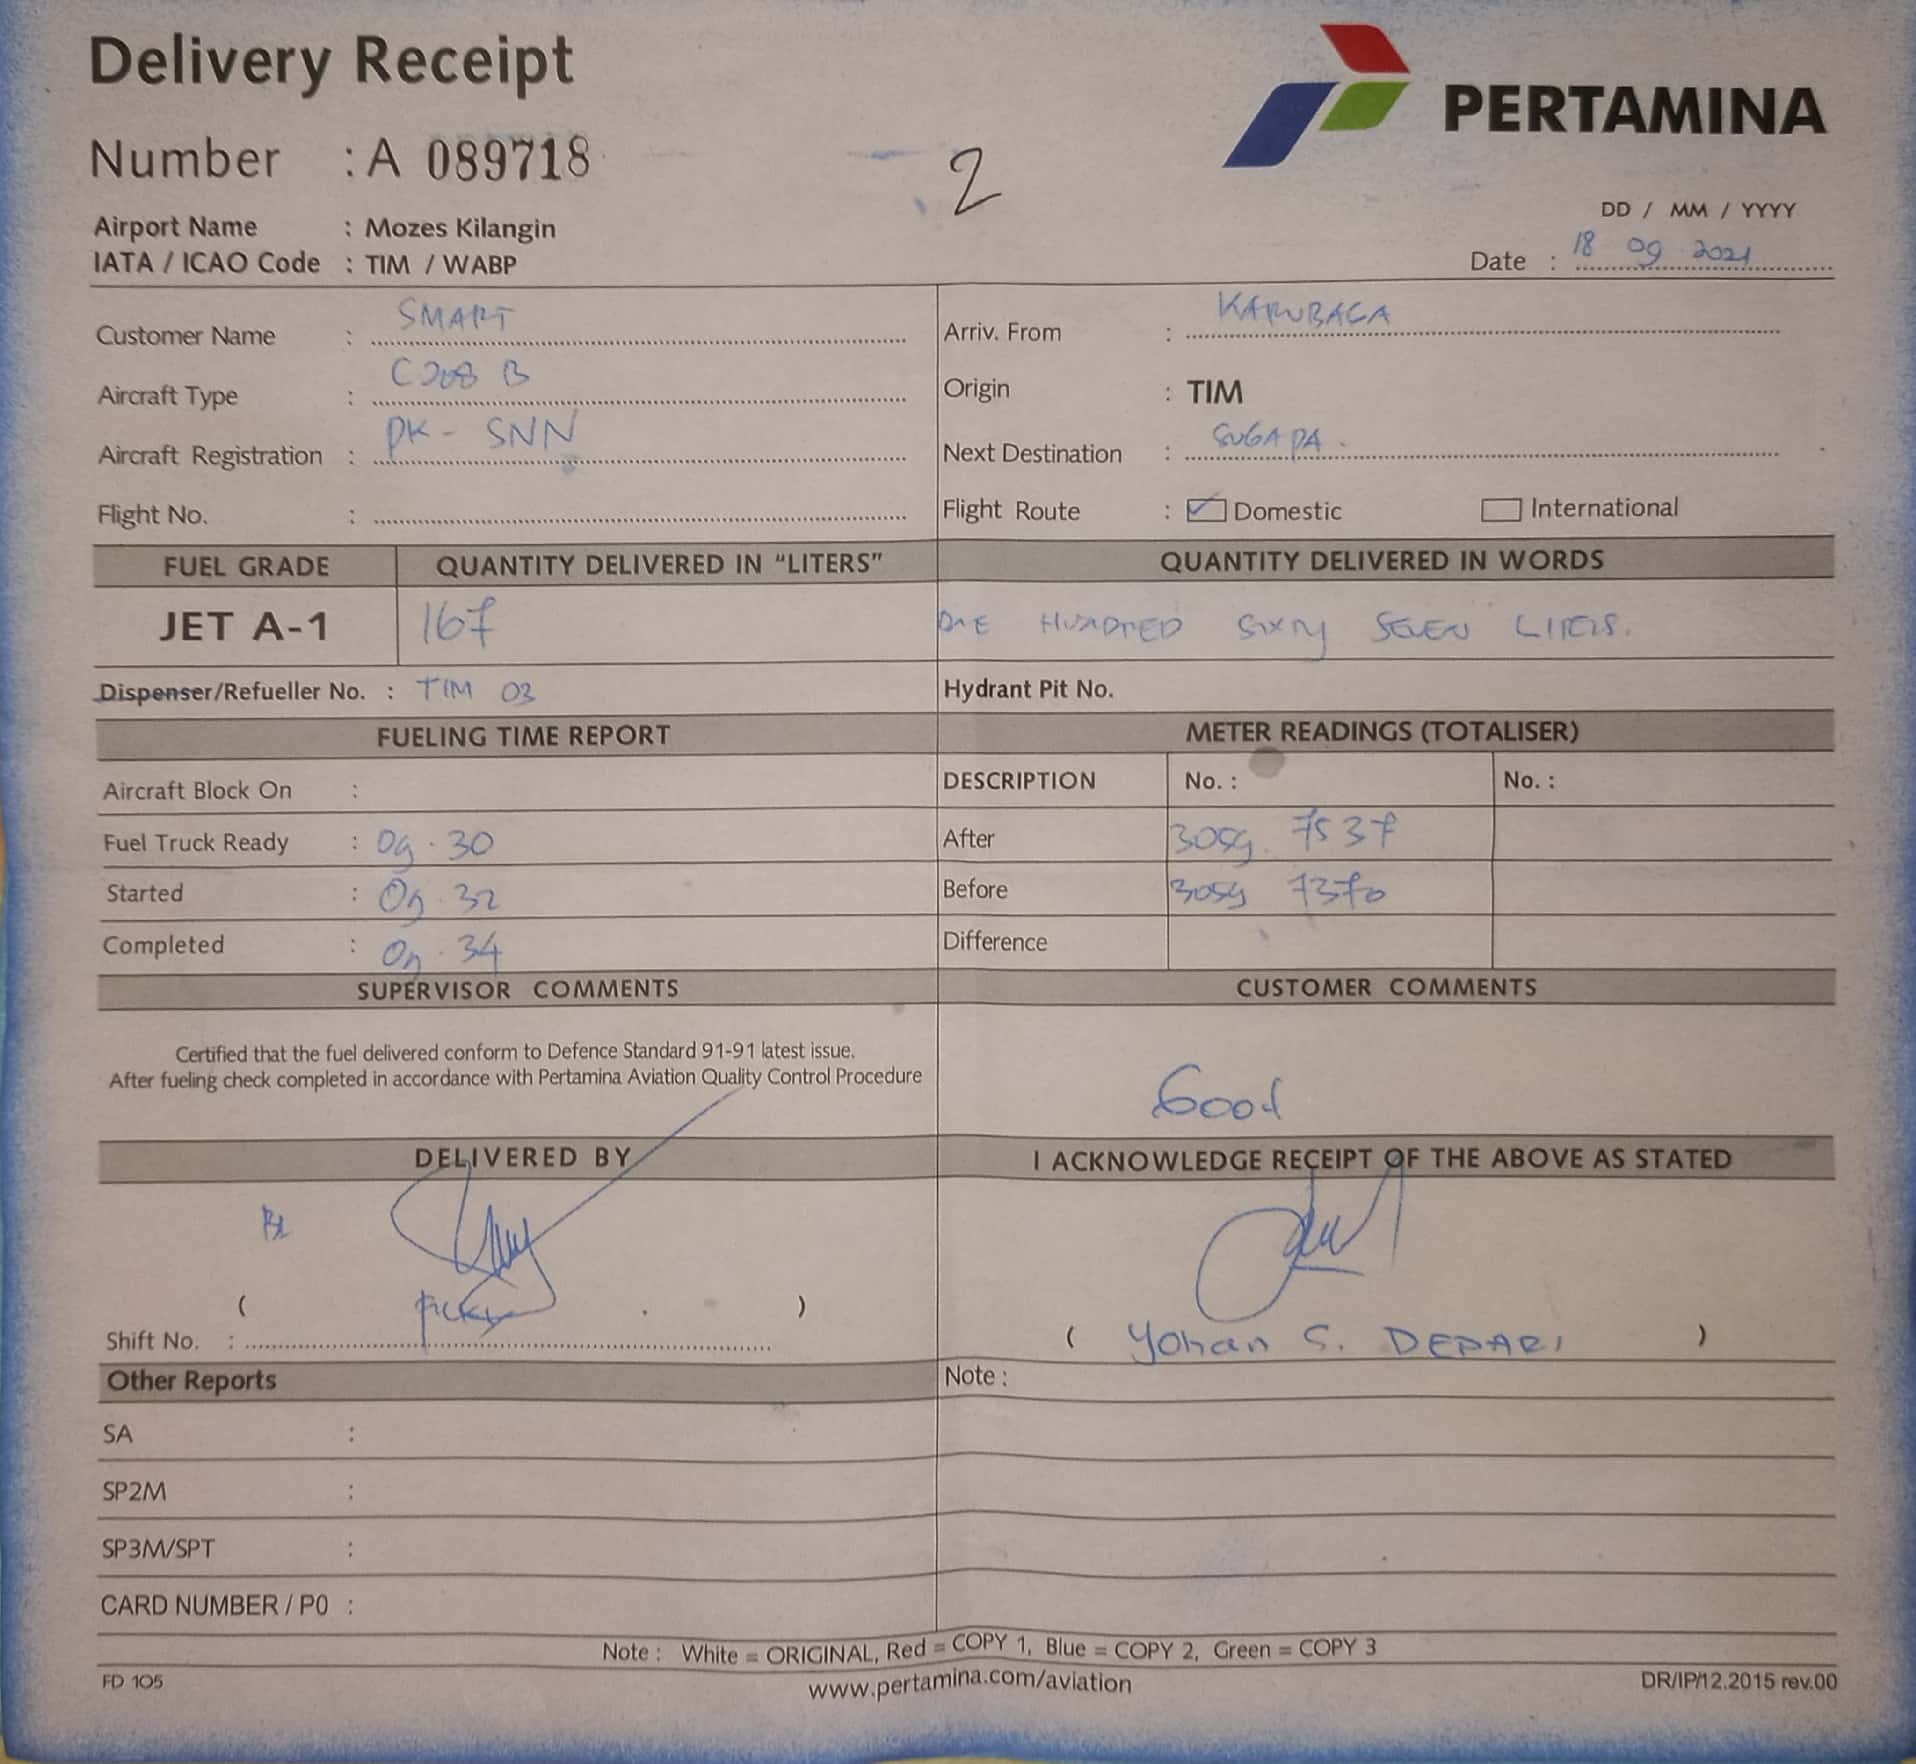 Delivery Receipt
PERTAMINA
Number : A 089718
2
Airport Name : Mozes Kilangin
DD / MM / YYYY
IATA / ICAO Code : TIM / WABP
Date : 18 09 2021
Customer Name : SMART
Arriv. From : KARUBAGA
Aircraft Type : C208 B
Origin : TIM
Aircraft Registration : PK - SNN
Next Destination : SUGAPA.
Flight No. :
Flight Route : Domestic International
FUEL GRADE QUANTITY DELIVERED IN “LITERS” QUANTITY DELIVERED IN WORDS
JET A-1 167 ONE HUNDRED SIXTY SEVEN LITERS.
Dispenser/Refueller No. : TIM 03 Hydrant Pit No.
FUELING TIME REPORT METER READINGS (TOTALISER)
Aircraft Block On : DESCRIPTION No. : No. :
Fuel Truck Ready : 09.30 After 3059 7537
Started : 09.32 Before 3059 7370
Completed : 09.34 Difference
SUPERVISOR COMMENTS CUSTOMER COMMENTS
Certified that the fuel delivered conform to Defence Standard 91-91 latest issue.
After fueling check completed in accordance with Pertamina Aviation Quality Control Procedure
Good
DELIVERED BY I ACKNOWLEDGE RECEIPT OF THE ABOVE AS STATED
( )
Shift No. :
( Yohan S. DEPARI )
Other Reports Note :
SA :
SP2M :
SP3M/SPT :
CARD NUMBER / P0 :
Note : White = ORIGINAL, Red = COPY 1, Blue = COPY 2, Green = COPY 3
FD 105 www.pertamina.com/aviation DR/IP/12.2015 rev.00